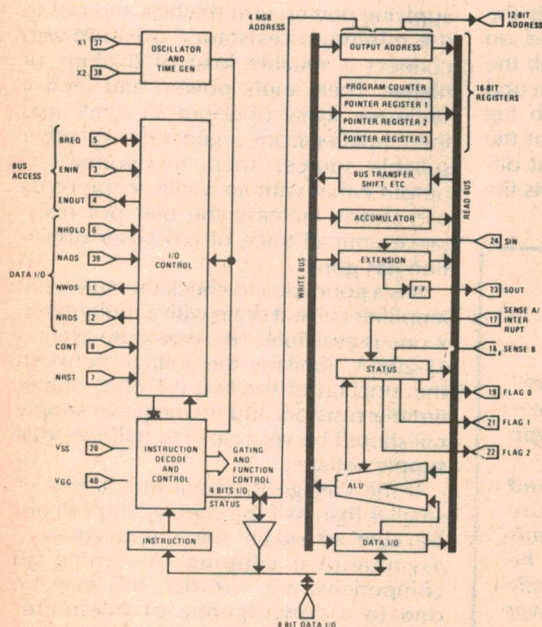 4 MSB
ADDRESS
12-BIT
ADDRESS
X1 37
X2 38
OSCILLATOR
AND
TIME GEN
OUTPUT ADDRESS
PROGRAM COUNTER
POINTER REGISTER 1
POINTER REGISTER 2
POINTER REGISTER 3
16-BIT
REGISTERS
BUS
ACCESS
BREQ 5
ENIN 3
ENOUT 4
DATA I/O
NHOLD 6
NADS 39
NWDS 1
NRDS 2
CONT 8
NRST 7
I/O
CONTROL
WRITE BUS
READ BUS
BUS TRANSFER
SHIFT, ETC
ACCUMULATOR
EXTENSION
F F
STATUS
24 SIN
23 SOUT
17 SENSE A/
INTER
RUPT
18 SENSE B
19 FLAG 0
21 FLAG 1
22 FLAG 2
VSS 20
VGG 40
INSTRUCTION
DECODE
AND
CONTROL
GATING
AND
FUNCTION
CONTROL
4 BITS I/O
STATUS
ALU
INSTRUCTION
DATA I/O
8 BIT DATA I/O